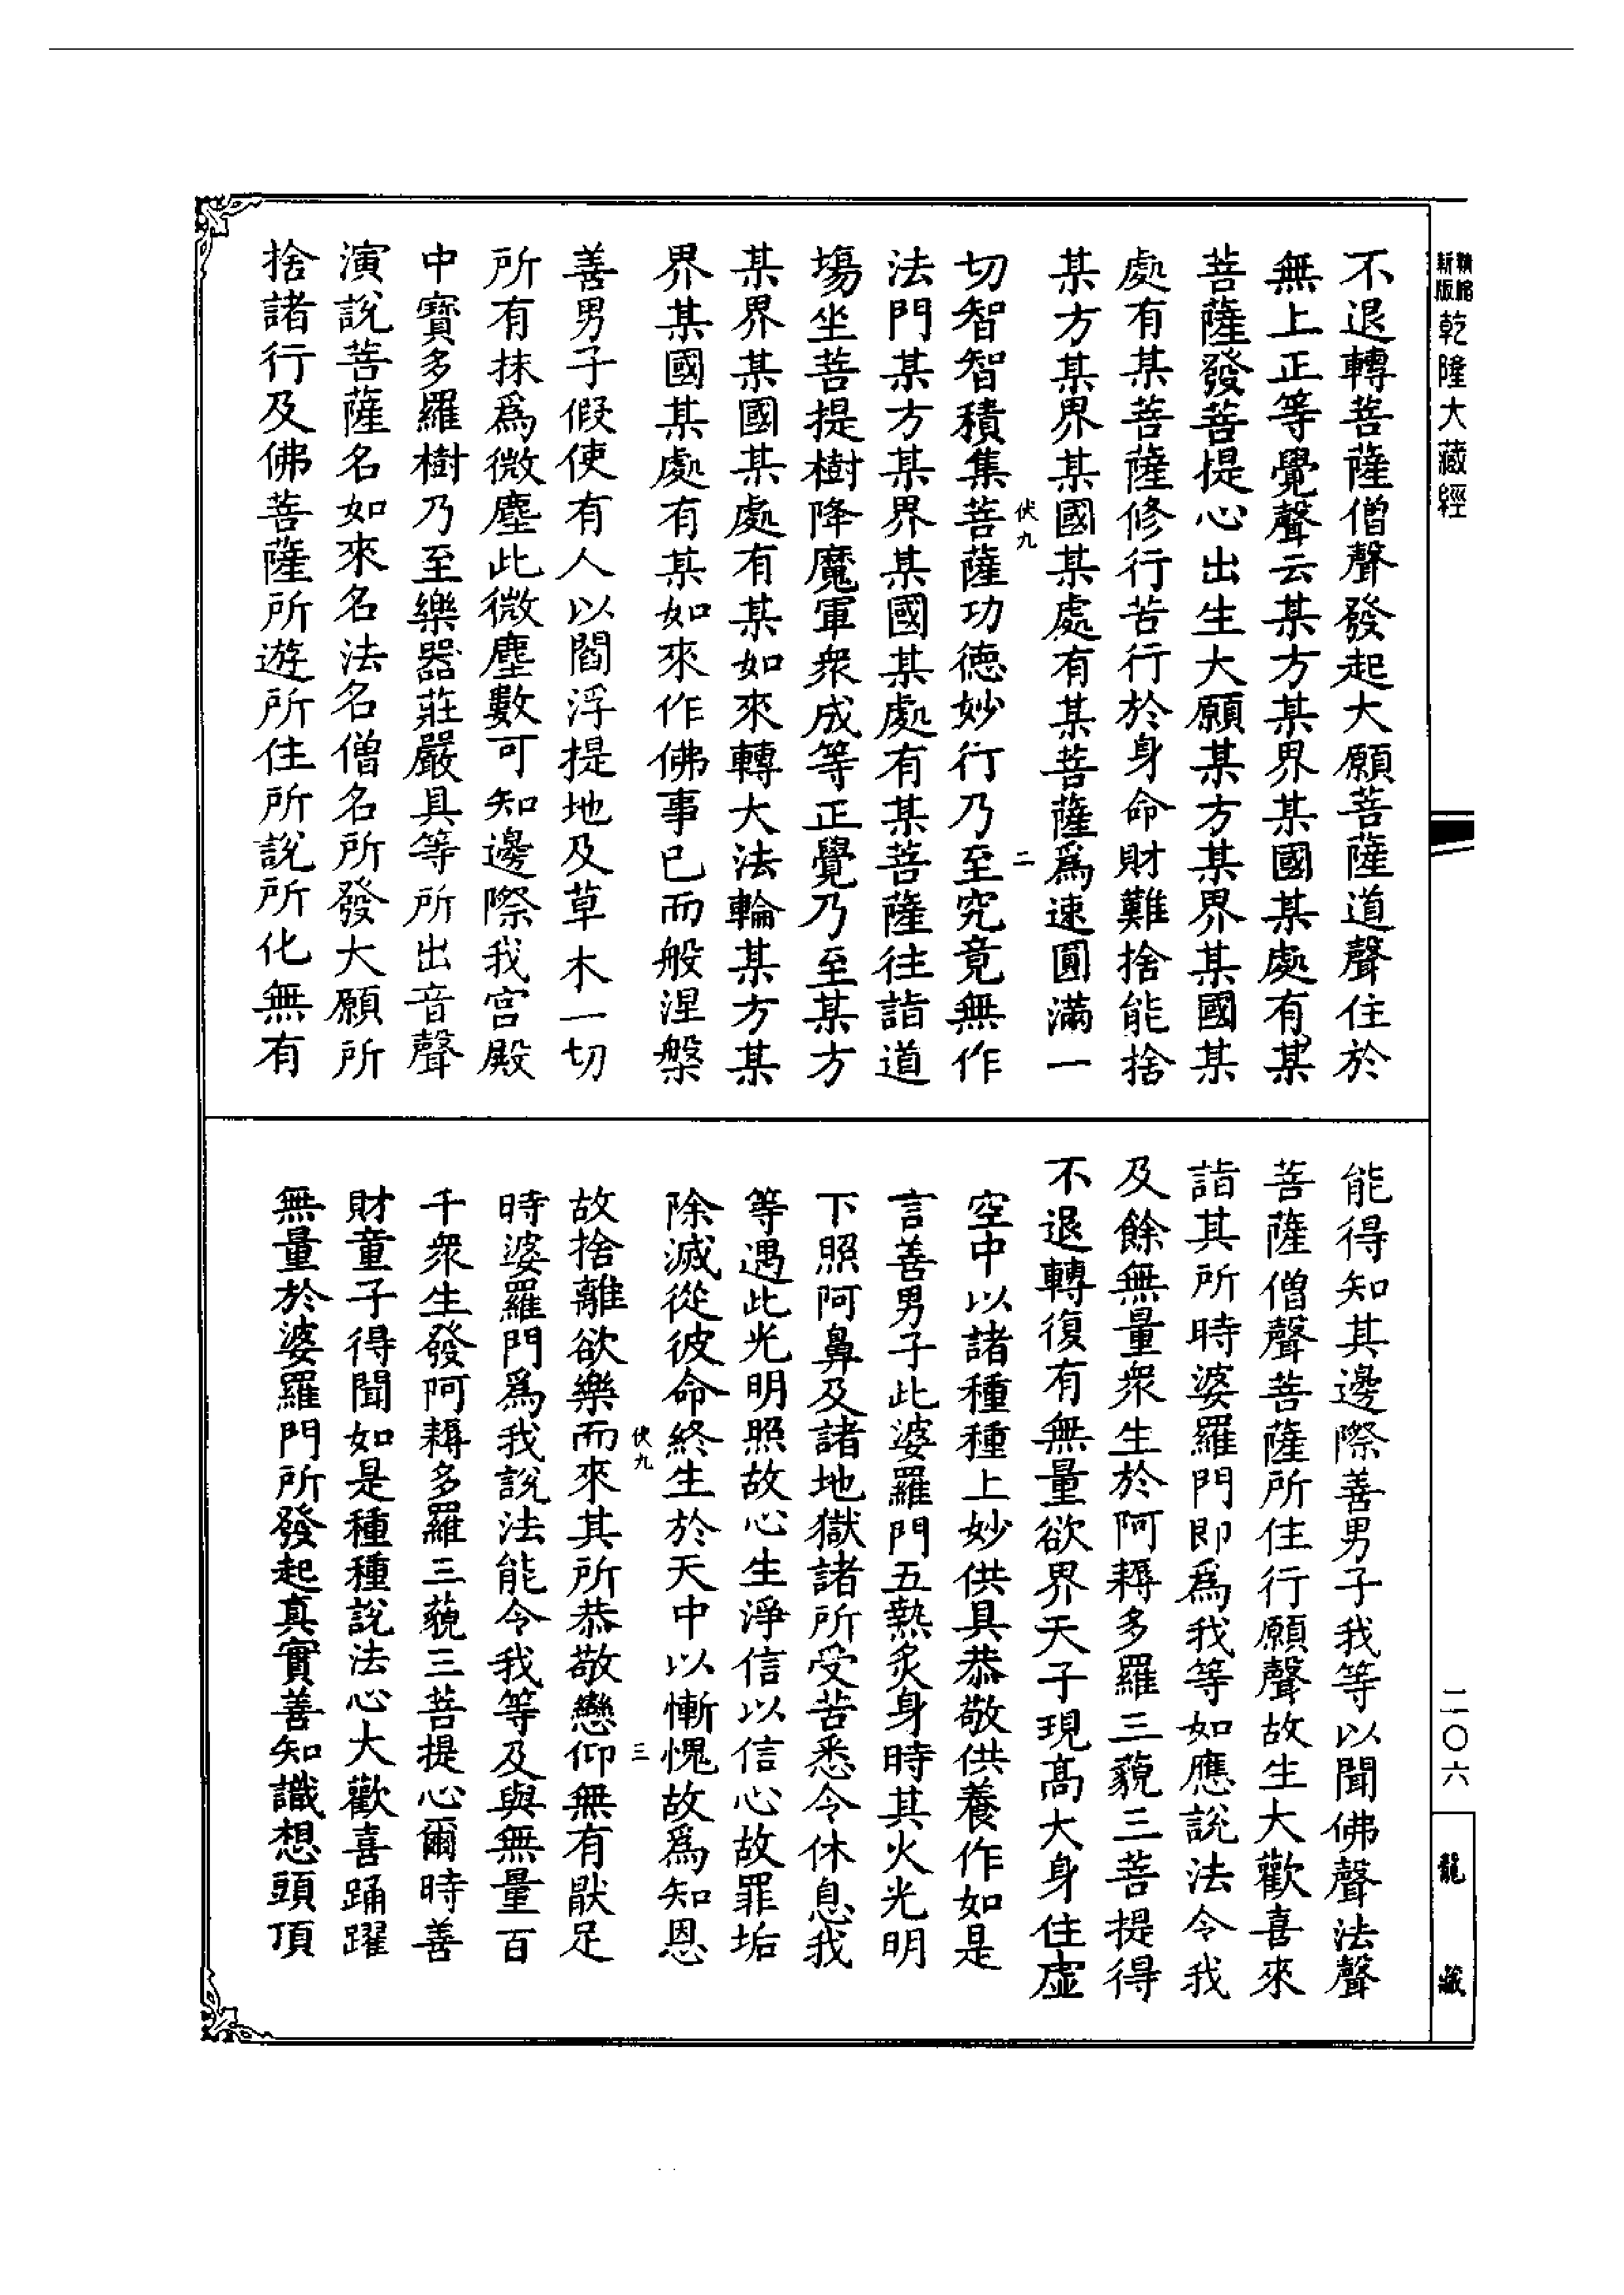 精縮
新版
乾隆大藏經
不退轉菩薩僧聲發起大願菩薩道聲住於
無上正等覺聲云某方某界某國某處有某
菩薩發菩提心出生大願某方某界某國某
處有某菩薩修行苦行於身命財難捨能捨
某方某界某國某處有某菩薩爲速圓滿一
伏九
二
切智智積集菩薩功德妙行乃至究竟無作
法門某方某界某國某處有某菩薩往詣道
場坐菩提樹降魔軍衆成等正覺乃至某方
某界某國某處有某如來轉大法輪某方某
界某國某處有某如來作佛事已而般涅槃
善男子假使有人以閻浮提地及草木一切
所有抹爲微塵此微塵數可知邊際我宮殿
中寶多羅樹乃至樂器莊嚴具等所出音聲
演說菩薩名如來名法名僧名所發大願所
捨諸行及佛菩薩所遊所住所說所化無有
能得知其邊際善男子我等以聞佛聲法聲
菩薩僧聲菩薩所住行願聲故生大歡喜來
詣其所時婆羅門即爲我等如應說法令我
及餘無量衆生於阿耨多羅三藐三菩提得
不退轉復有無量欲界天子現高大身住虛
空中以諸種種上妙供具恭敬供養作如是
言善男子此婆羅門五熱炙身時其火光明
下照阿鼻及諸地獄諸所受苦悉令休息我
等遇此光明照故心生淨信以信心故罪垢
除滅從彼命終生於天中以慚愧故爲知恩
伏九
三
故捨離欲樂而來其所恭敬戀仰無有猒足
時婆羅門爲我說法能令我等及與無量百
千衆生發阿耨多羅三藐三菩提心爾時善
財童子得聞如是種種說法心大歡喜踊躍
無量於婆羅門所發起真實善知識想頭頂
二〇六
龍藏